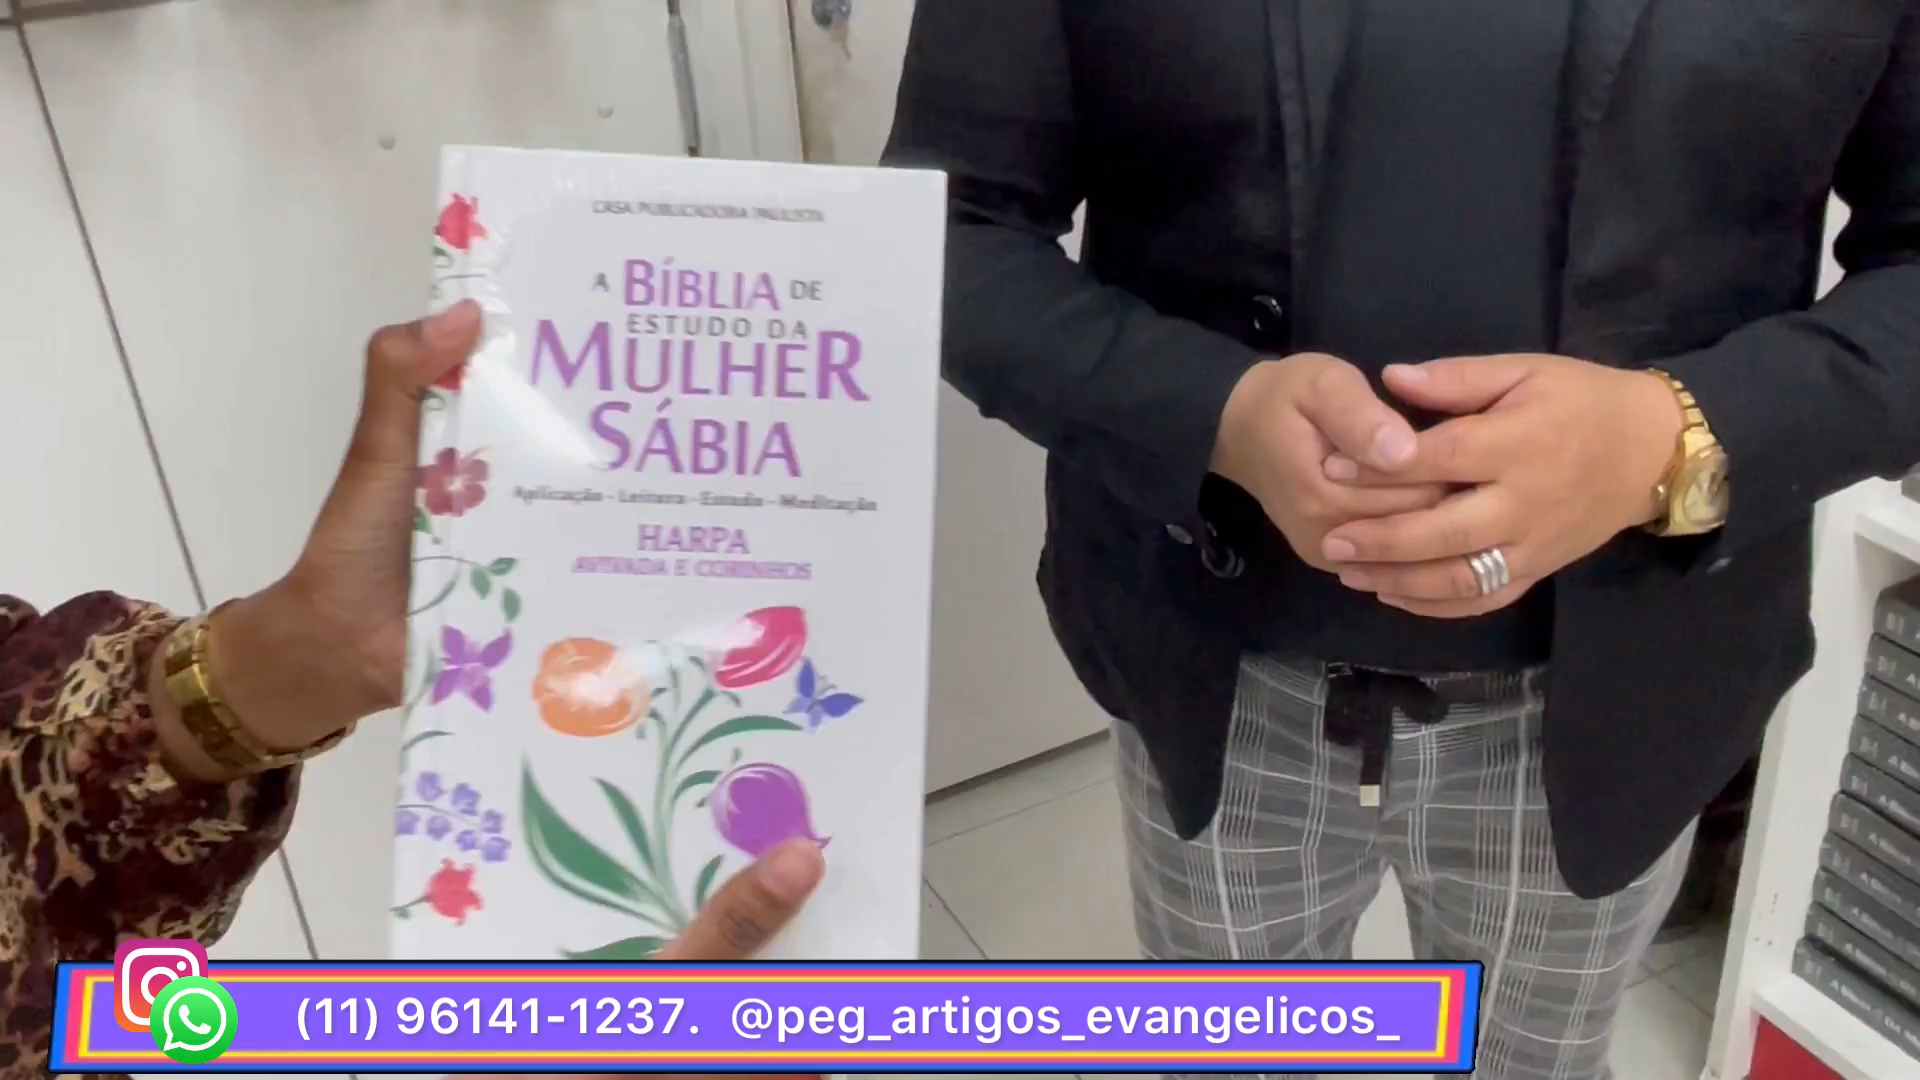 CASA PUBLICADORA PAULISTA
A BÍBLIA DE
ESTUDO DA
MULHER
SÁBIA
Aplicação - Leitura - Estudo - Meditação
HARPA
AVIVADA E CORINHOS
(11) 96141-1237. @peg_artigos_evangelicos_